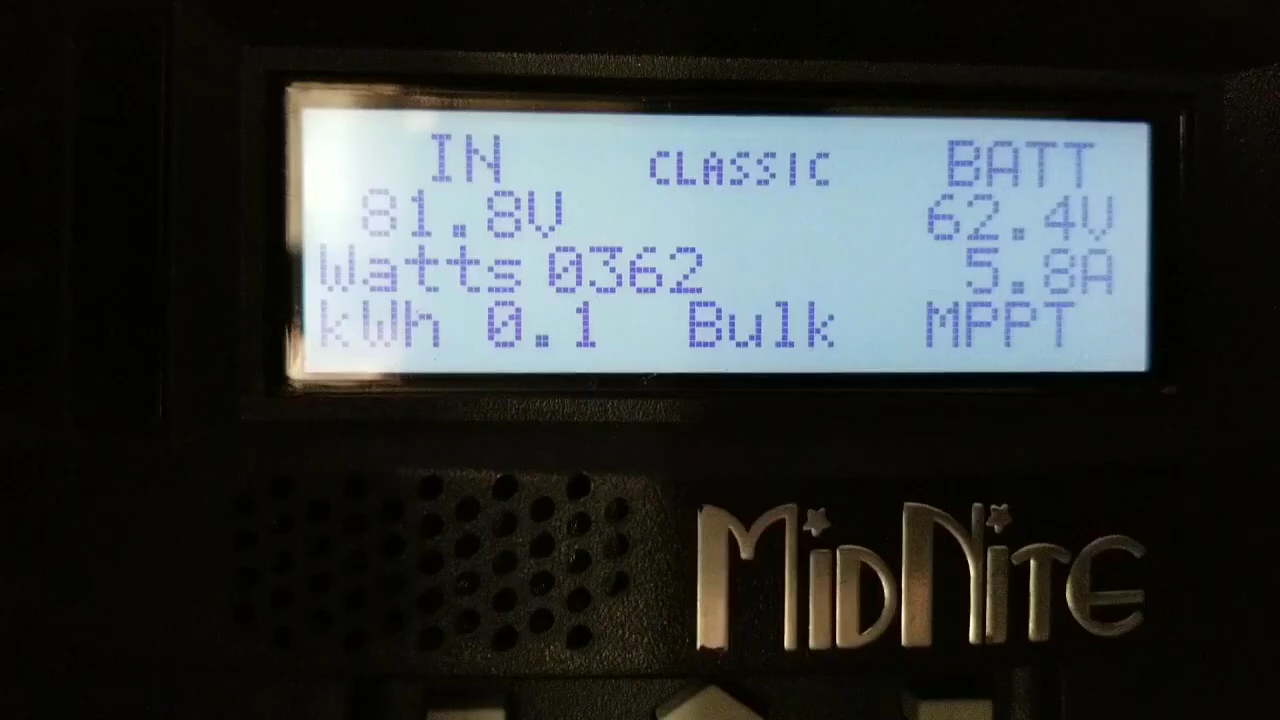 IN CLASSIC BATT
81.8V 62.4V
Watts 0362 5.8A
kWh 0.1 Bulk MPPT
MIDNITE